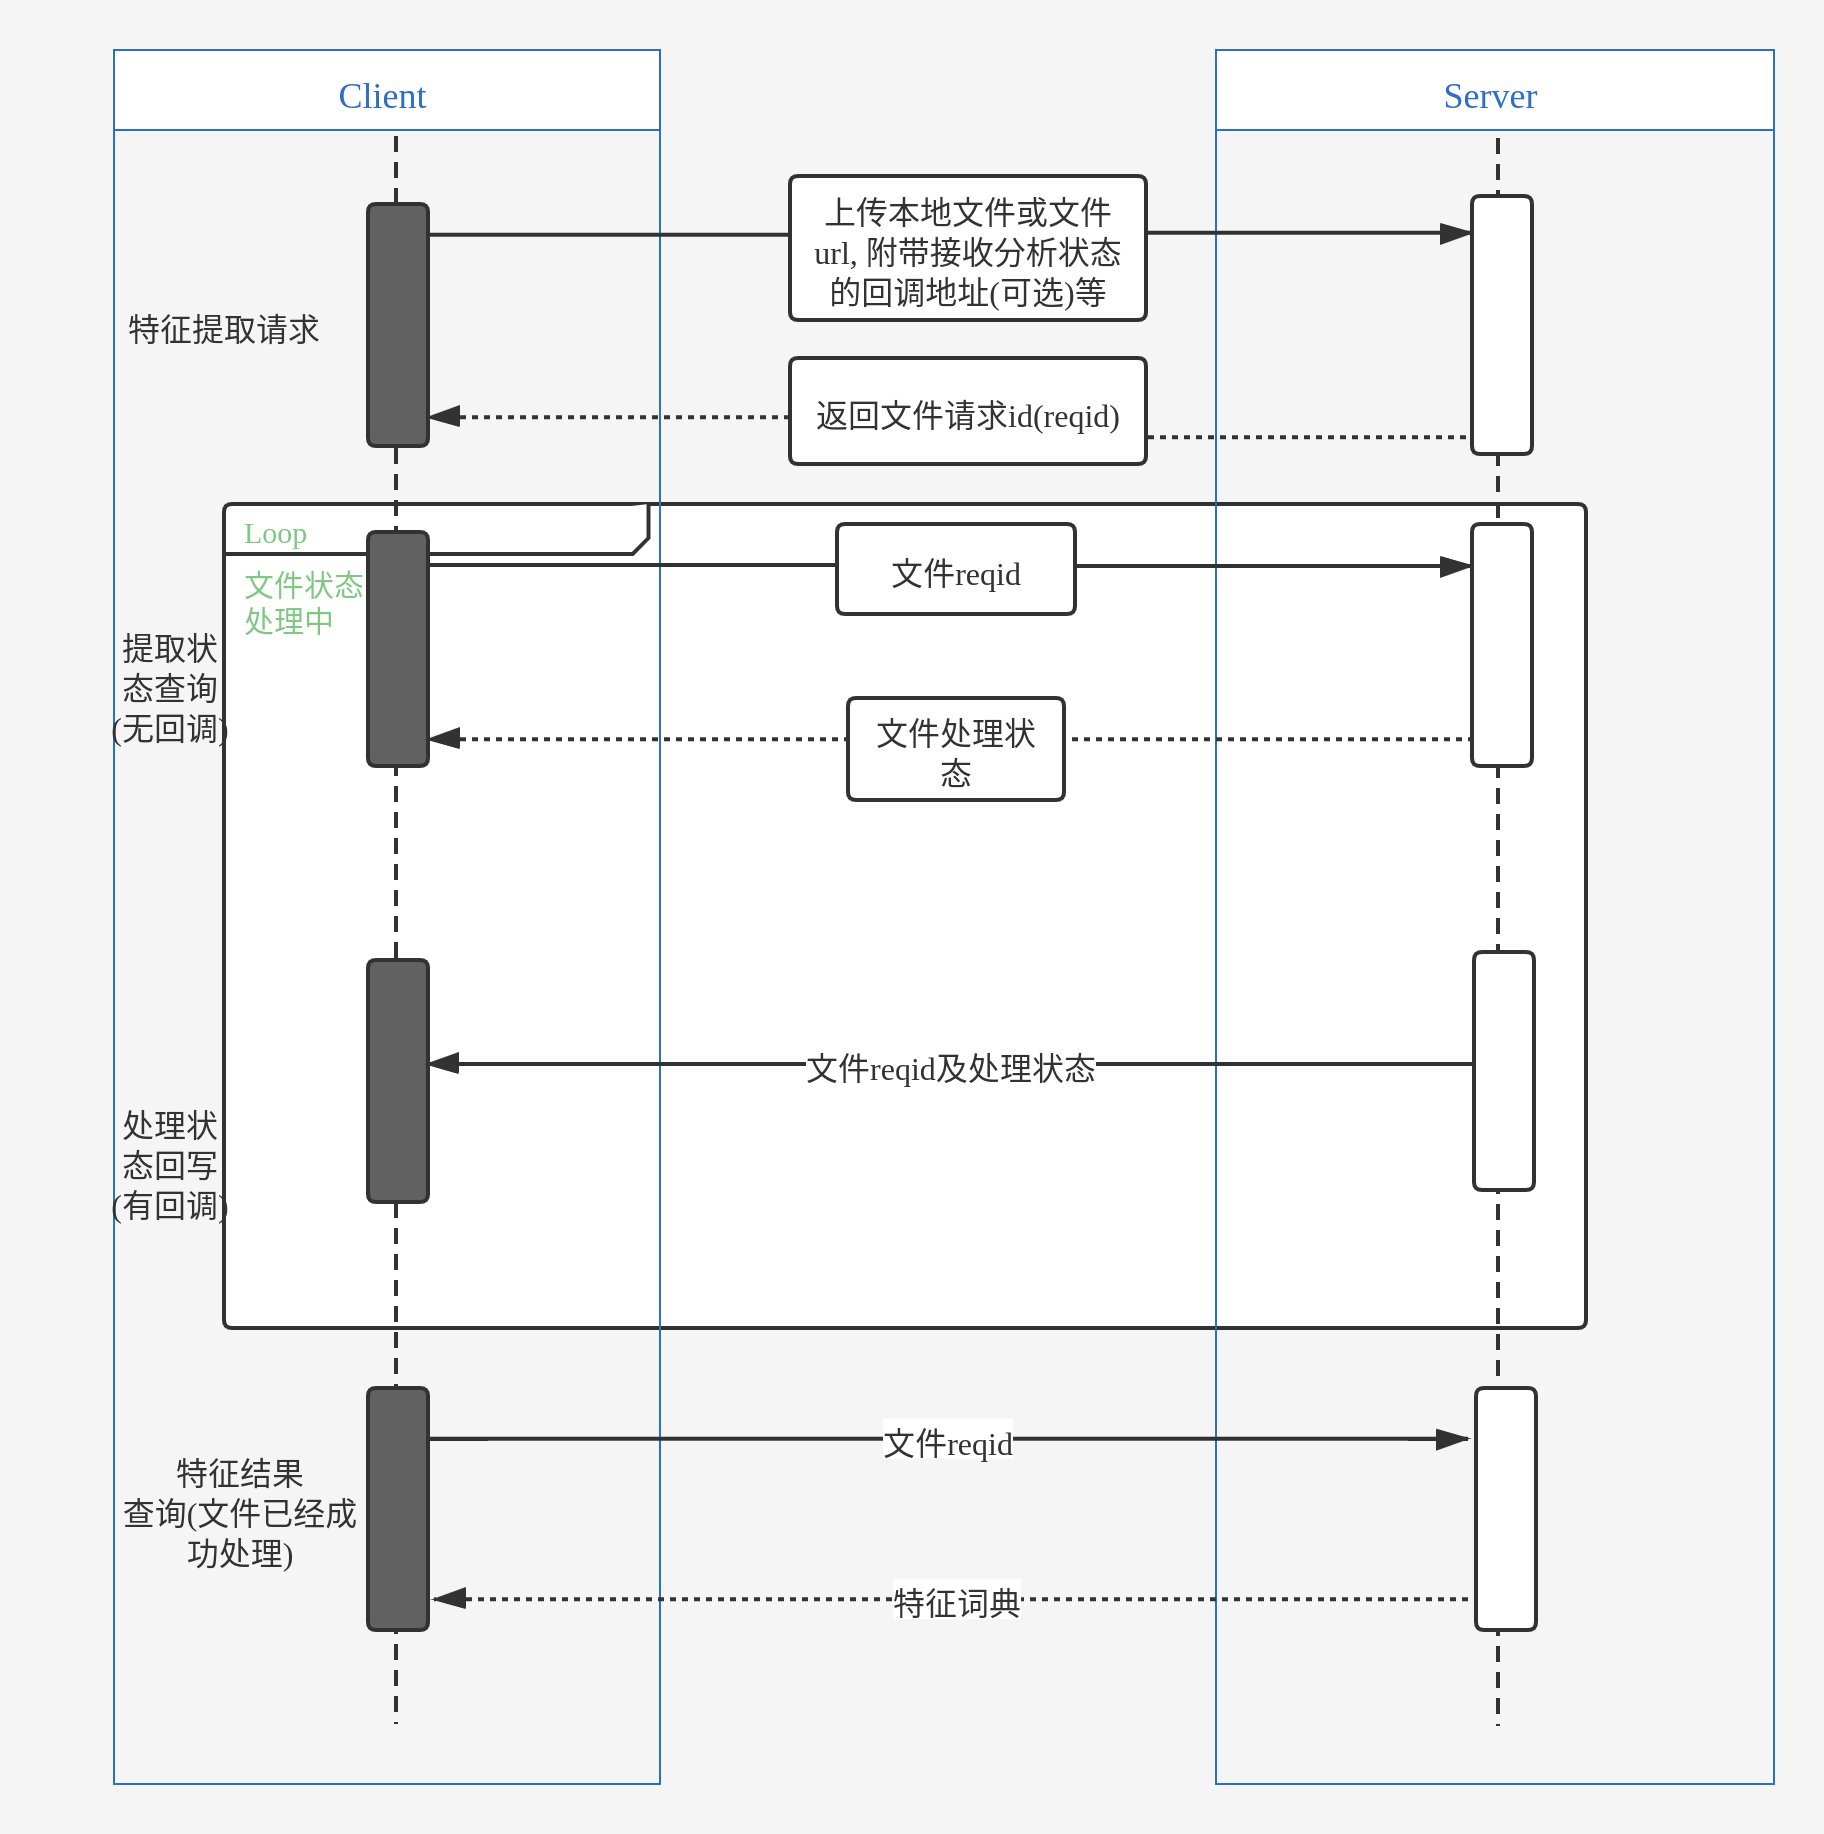 Client
Server
上传本地文件或文件
url, 附带接收分析状态
的回调地址(可选)等
特征提取请求
返回文件请求id(reqid)
Loop
文件状态
处理中
文件reqid
提取状
态查询
(无回调)
文件处理状
态
文件reqid及处理状态
处理状
态回写
(有回调)
文件reqid
特征结果
查询(文件已经成
功处理)
特征词典